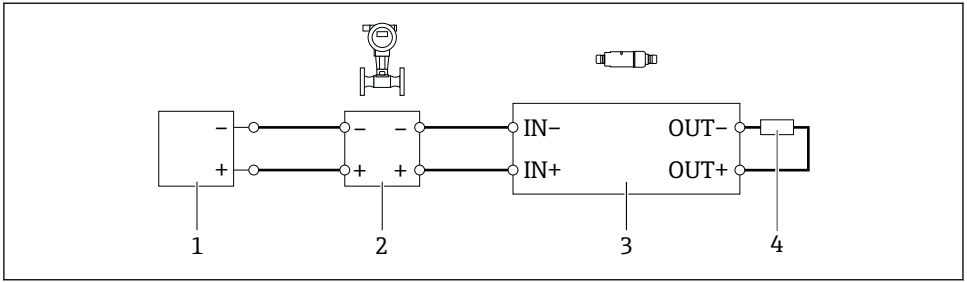 − − − IN− OUT−
+ + + IN+ OUT+
1 2 3 4